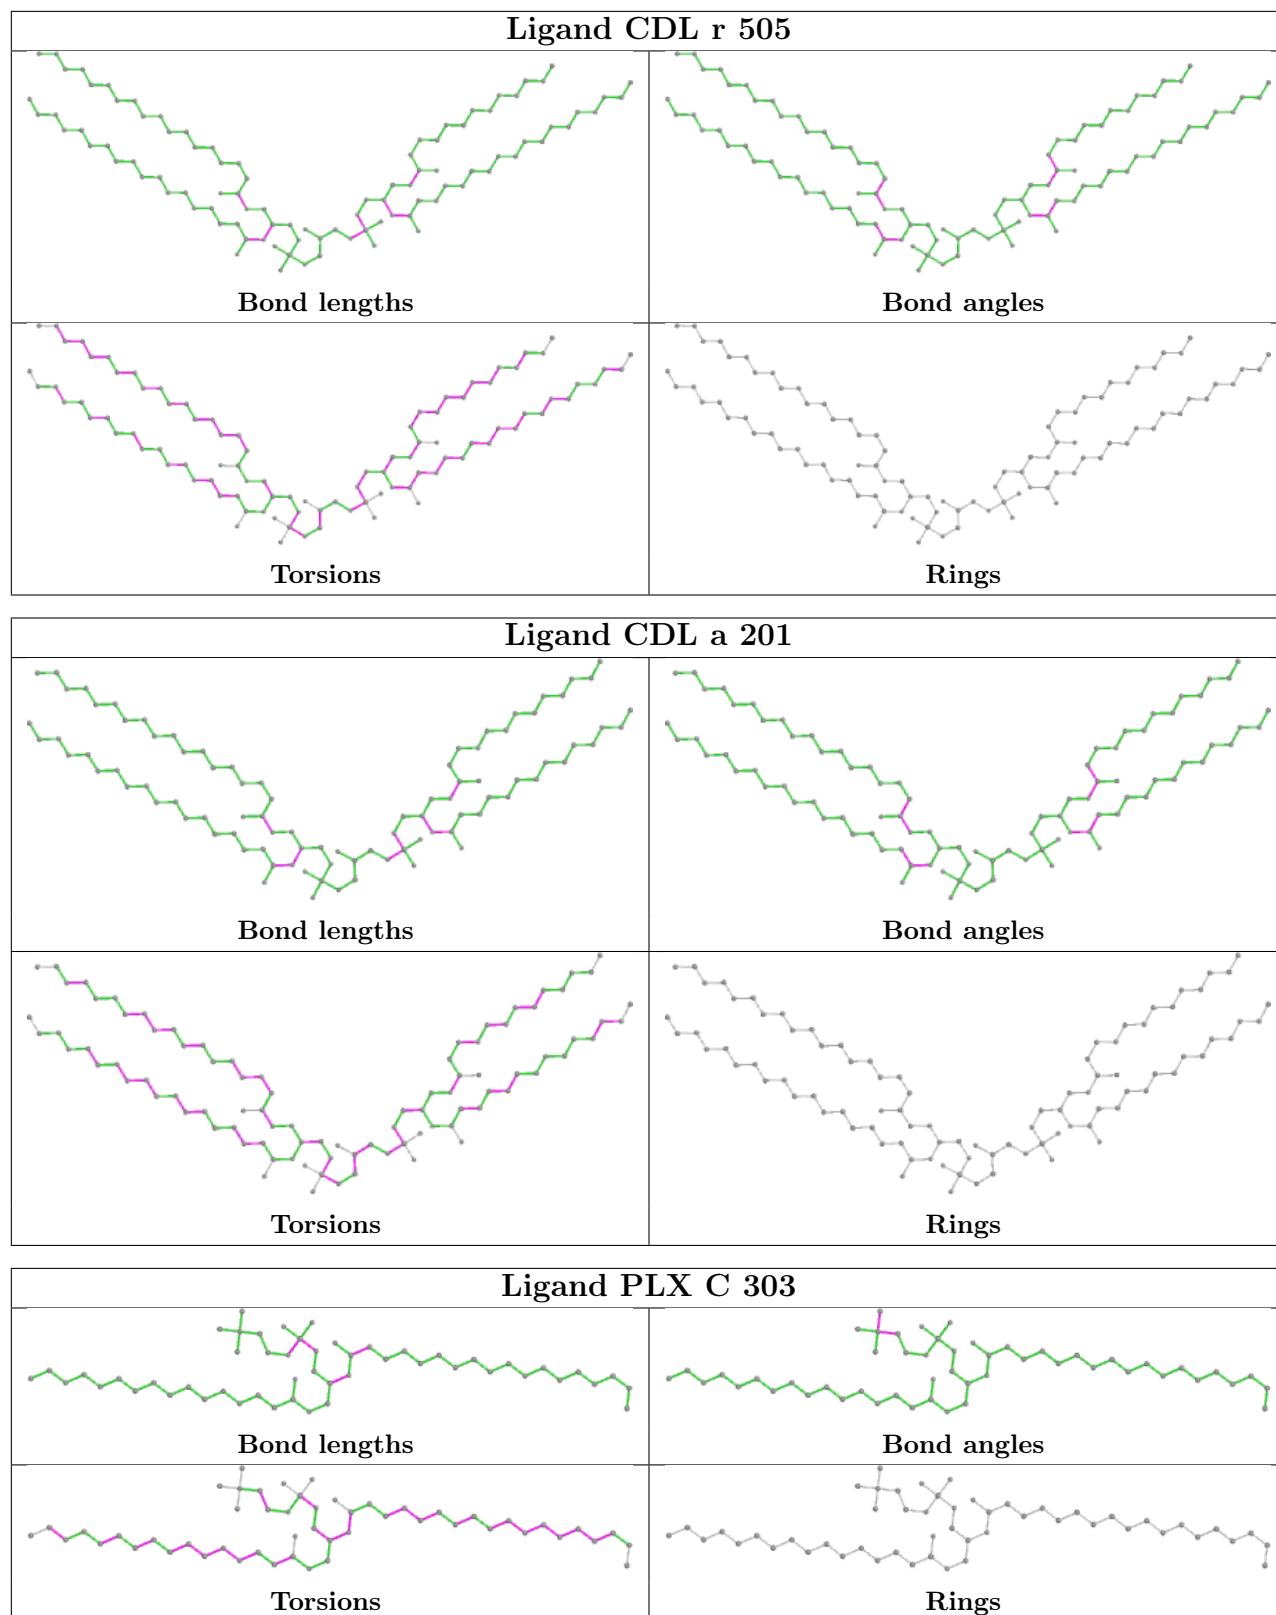 Ligand CDL r 505
Bond lengths
Bond angles
Torsions
Rings
Ligand CDL a 201
Bond lengths
Bond angles
Torsions
Rings
Ligand PLX C 303
Bond lengths
Bond angles
Torsions
Rings